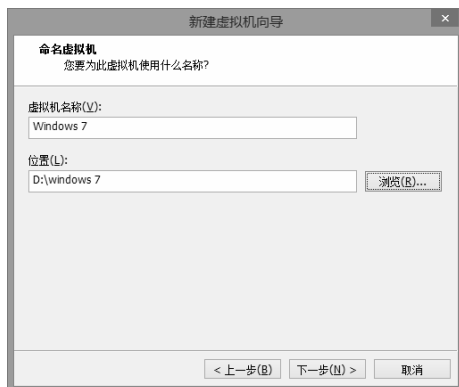 新建虚拟机向导
×
命名虚拟机
您要为此虚拟机使用什么名称?
虚拟机名称(V):
Windows 7
位置(L):
D:\windows 7
浏览(R)...
< 上一步(B)
下一步(N) >
取消